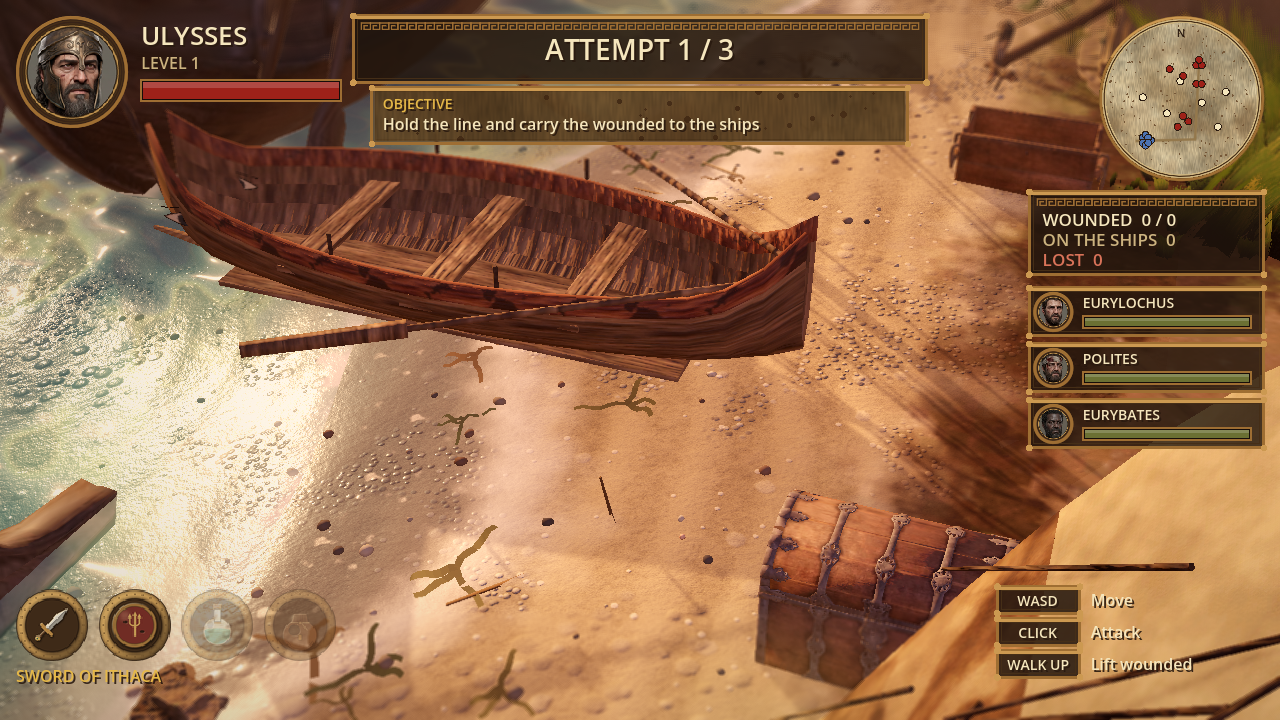 ULYSSES
LEVEL 1
ATTEMPT 1 / 3
OBJECTIVE
Hold the line and carry the wounded to the ships
N
WOUNDED 0 / 0
ON THE SHIPS 0
LOST 0
EURYLOCHUS
POLITES
EURYBATES
SWORD OF ITHACA
WASD Move
CLICK Attack
WALK UP Lift wounded